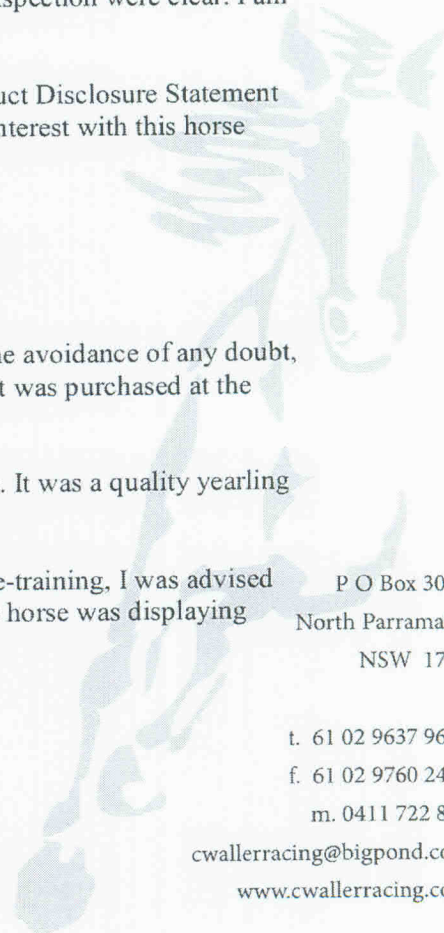 spection were clear. I am
uct Disclosure Statement
nterest with this horse
ne avoidance of any doubt,
t was purchased at the
. It was a quality yearling
e-training, I was advised
horse was displaying
P O Box 30
North Parrama
NSW 17
t. 61 02 9637 96
f. 61 02 9760 24
m. 0411 722 8
cwallerracing@bigpond.co
www.cwallerracing.co